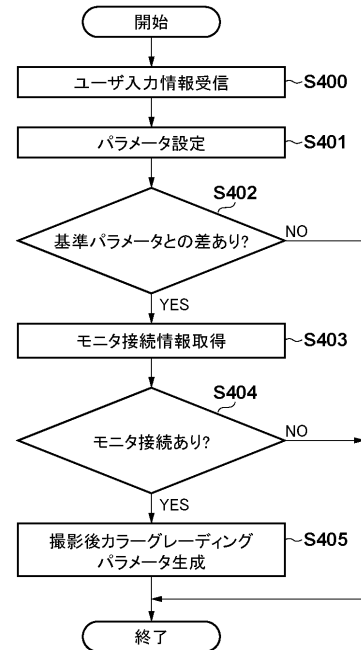 開始
ユーザ入力情報受信 S400
パラメータ設定 S401
S402
基準パラメータとの差あり? NO
YES
モニタ接続情報取得 S403
S404
モニタ接続あり? NO
YES
撮影後カラーグレーディング S405
パラメータ生成
終了